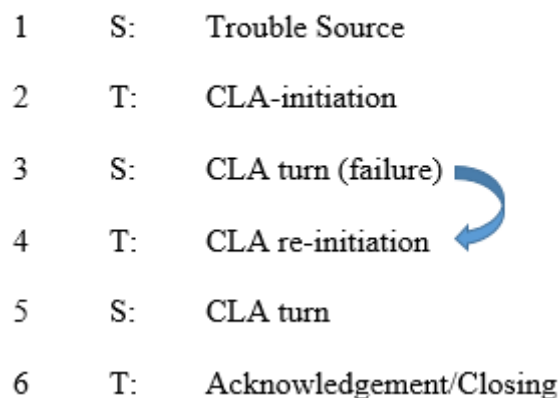 1 S: Trouble Source
2 T: CLA-initiation
3 S: CLA turn (failure)
4 T: CLA re-initiation
5 S: CLA turn
6 T: Acknowledgement/Closing